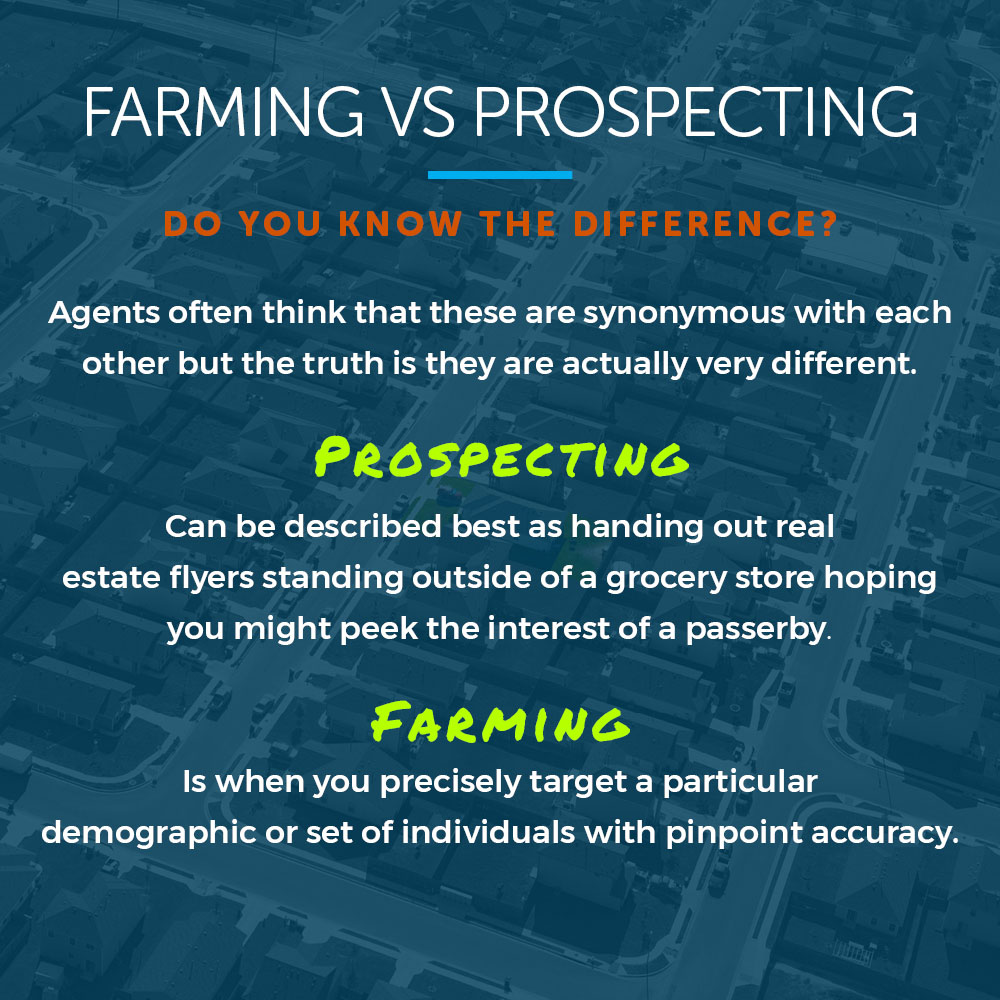 FARMING VS PROSPECTING
DO YOU KNOW THE DIFFERENCE?
Agents often think that these are synonymous with each
other but the truth is they are actually very different.
PROSPECTING
Can be described best as handing out real
estate flyers standing outside of a grocery store hoping
you might peek the interest of a passerby.
FARMING
Is when you precisely target a particular
demographic or set of individuals with pinpoint accuracy.